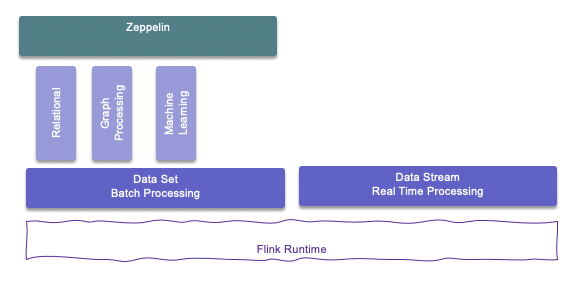 Zeppelin
Relational
Graph
Processing
Machine
Learning
Data Set
Batch Processing
Data Stream
Real Time Processing
Flink Runtime